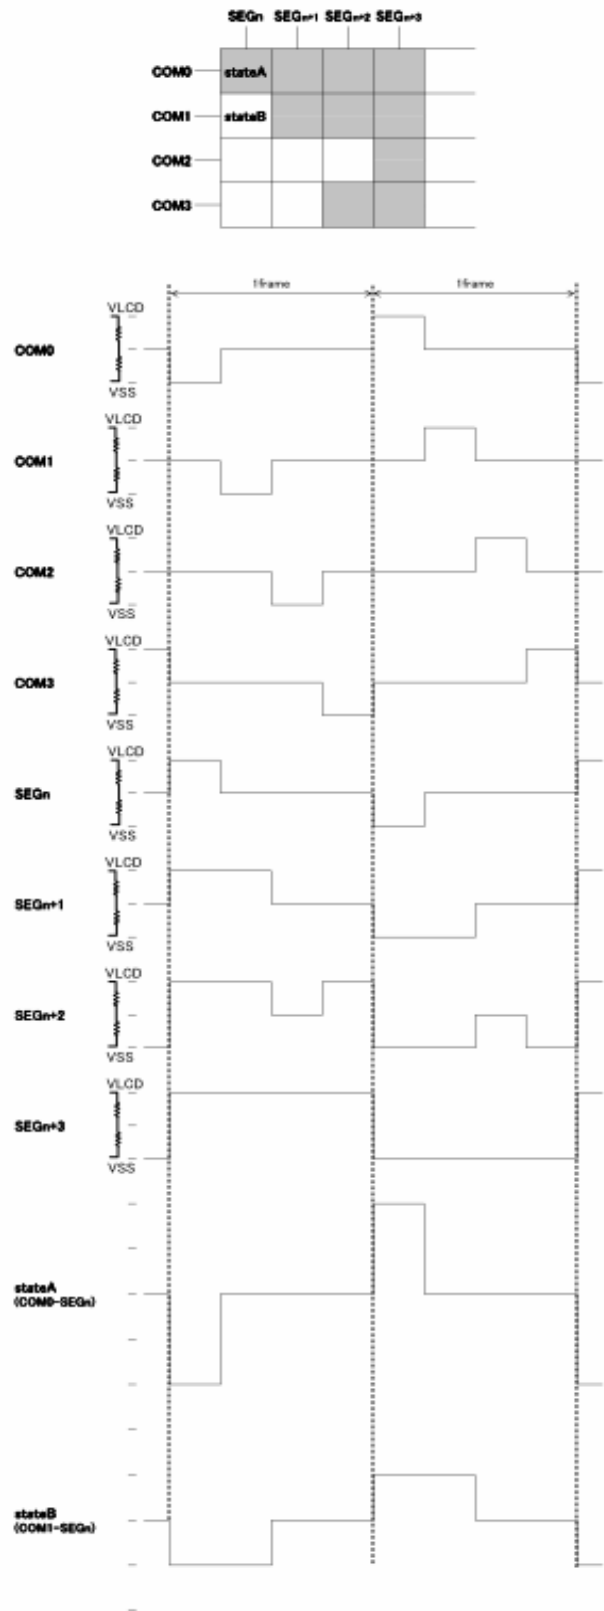 SEGn SEGn+1 SEGn+2 SEGn+3
COM0 stateA
COM1 stateB
COM2
COM3
1frame 1frame
VLCD
COM0
VSS
VLCD
COM1
VSS
VLCD
COM2
VSS
VLCD
COM3
VSS
VLCD
SEGn
VSS
VLCD
SEGn+1
VSS
VLCD
SEGn+2
VSS
VLCD
SEGn+3
VSS
stateA
(COM0-SEGn)
stateB
(COM1-SEGn)